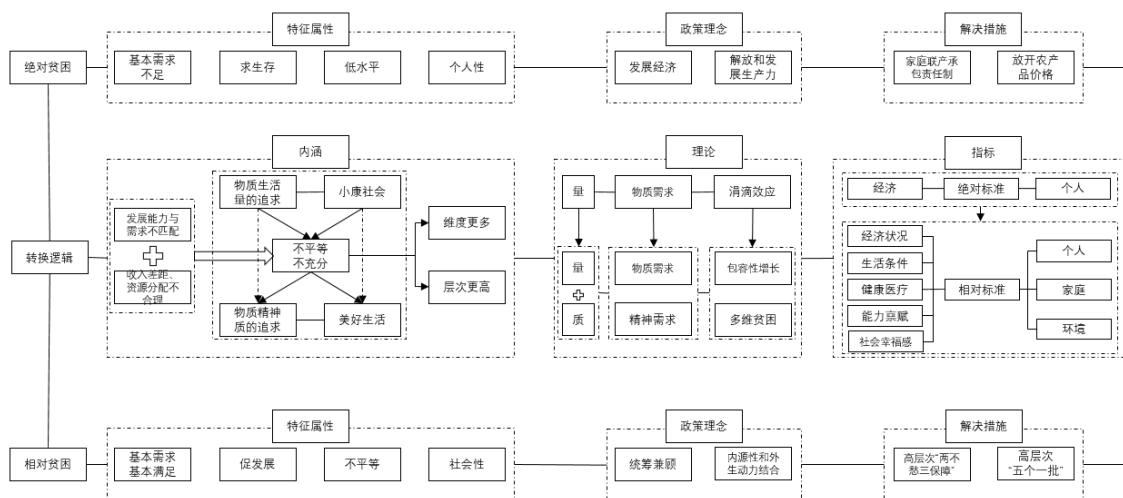 特征属性
政策理念
解决措施
绝对贫困
基本需求
不足
求生存
低水平
个人性
发展经济
解放和发
展生产力
家庭联产承
包责任制
放开农产
品价格
内涵
理论
指标
转换逻辑
发展能力与
需求不匹配
收入差距、
资源分配不
合理
物质生活
量的追求
小康社会
不平等
不充分
物质精神
质的追求
美好生活
维度更多
层次更高
量
物质需求
涓滴效应
量
质
物质需求
精神需求
包容性增长
多维贫困
经济
绝对标准
个人
经济状况
生活条件
健康医疗
能力禀赋
社会幸福感
相对标准
个人
家庭
环境
特征属性
政策理念
解决措施
相对贫困
基本需求
基本满足
促发展
不平等
社会性
统筹兼顾
内源性和外
生动力结合
高层次“两不
愁三保障”
高层次
“五个一批”